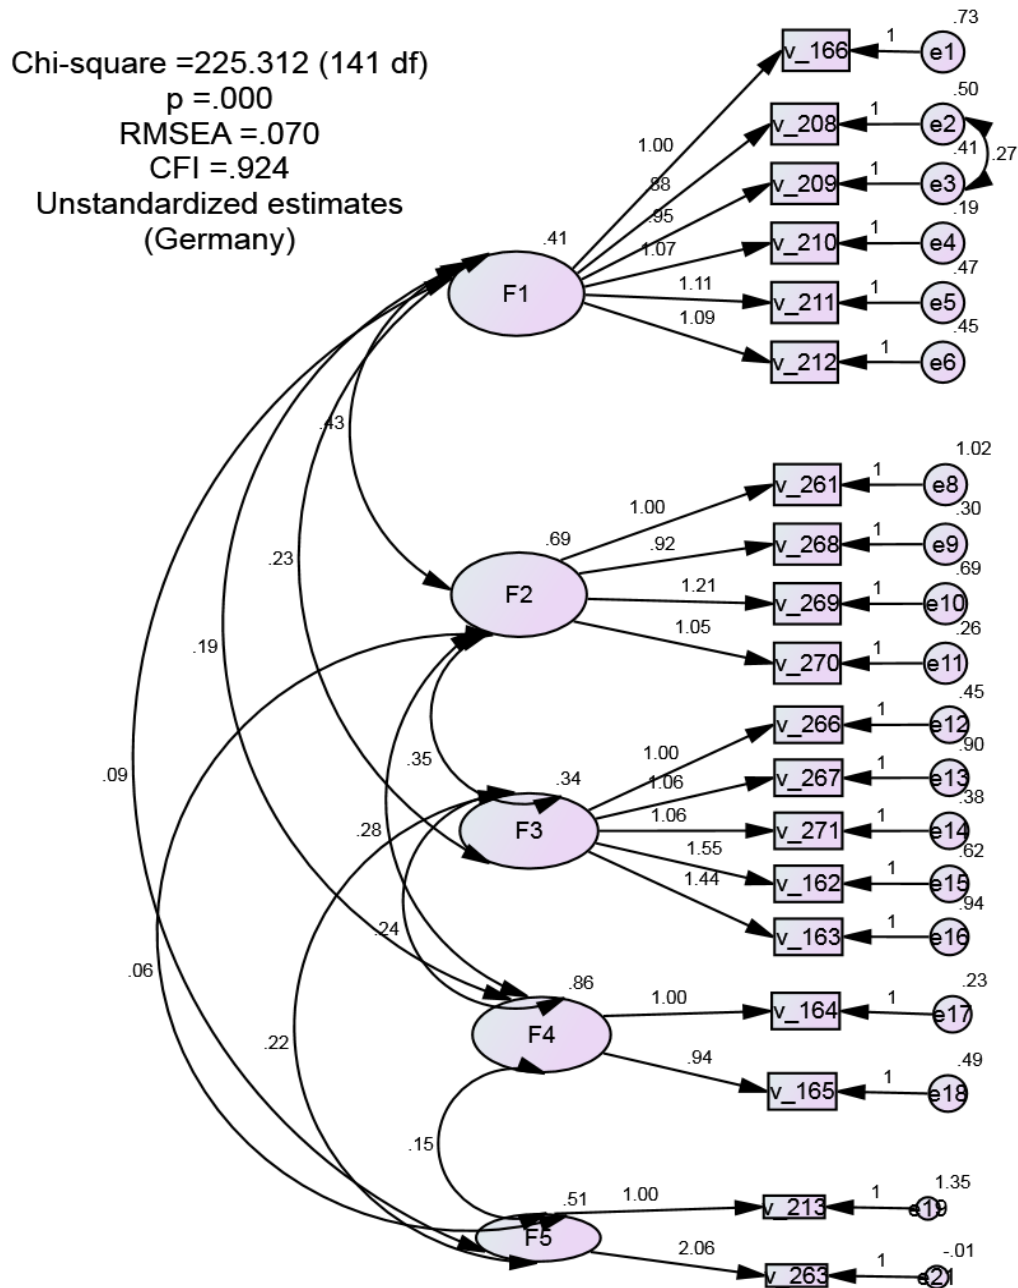 Chi-square =225.312 (141 df)
p =.000
RMSEA =.070
CFI =.924
Unstandardized estimates
(Germany)
.73
v_166 1 e1
.50
1.00 v_208 1 e2
.41 .27
.88 v_209 1 e3
.19
.95
.41 1.07 v_210 1 e4
.47
F1 1.11 v_211 1 e5
.45
1.09 v_212 1 e6
.43
1.02
v_261 1 e8
1.00 .30
.69 .92 v_268 1 e9
.23 .69
F2 1.21 v_269 1 e10
.26
1.05
.19 v_270 1 e11
.45
v_266 1 e12
.35 1.00 .90
.09 .34 1.06 v_267 1 e13
.38
F3 1.06 v_271 1 e14
.28 1.55 .62
1.44 v_162 1 e15
.94
.24 v_163 1 e16
.06 .86 .23
1.00 v_164 1 e17
.22 F4
.94 .49
v_165 1 e18
.15
1.35
.51 1.00 v_213 1 e19
F5 -.01
2.06 v_263 1 e21